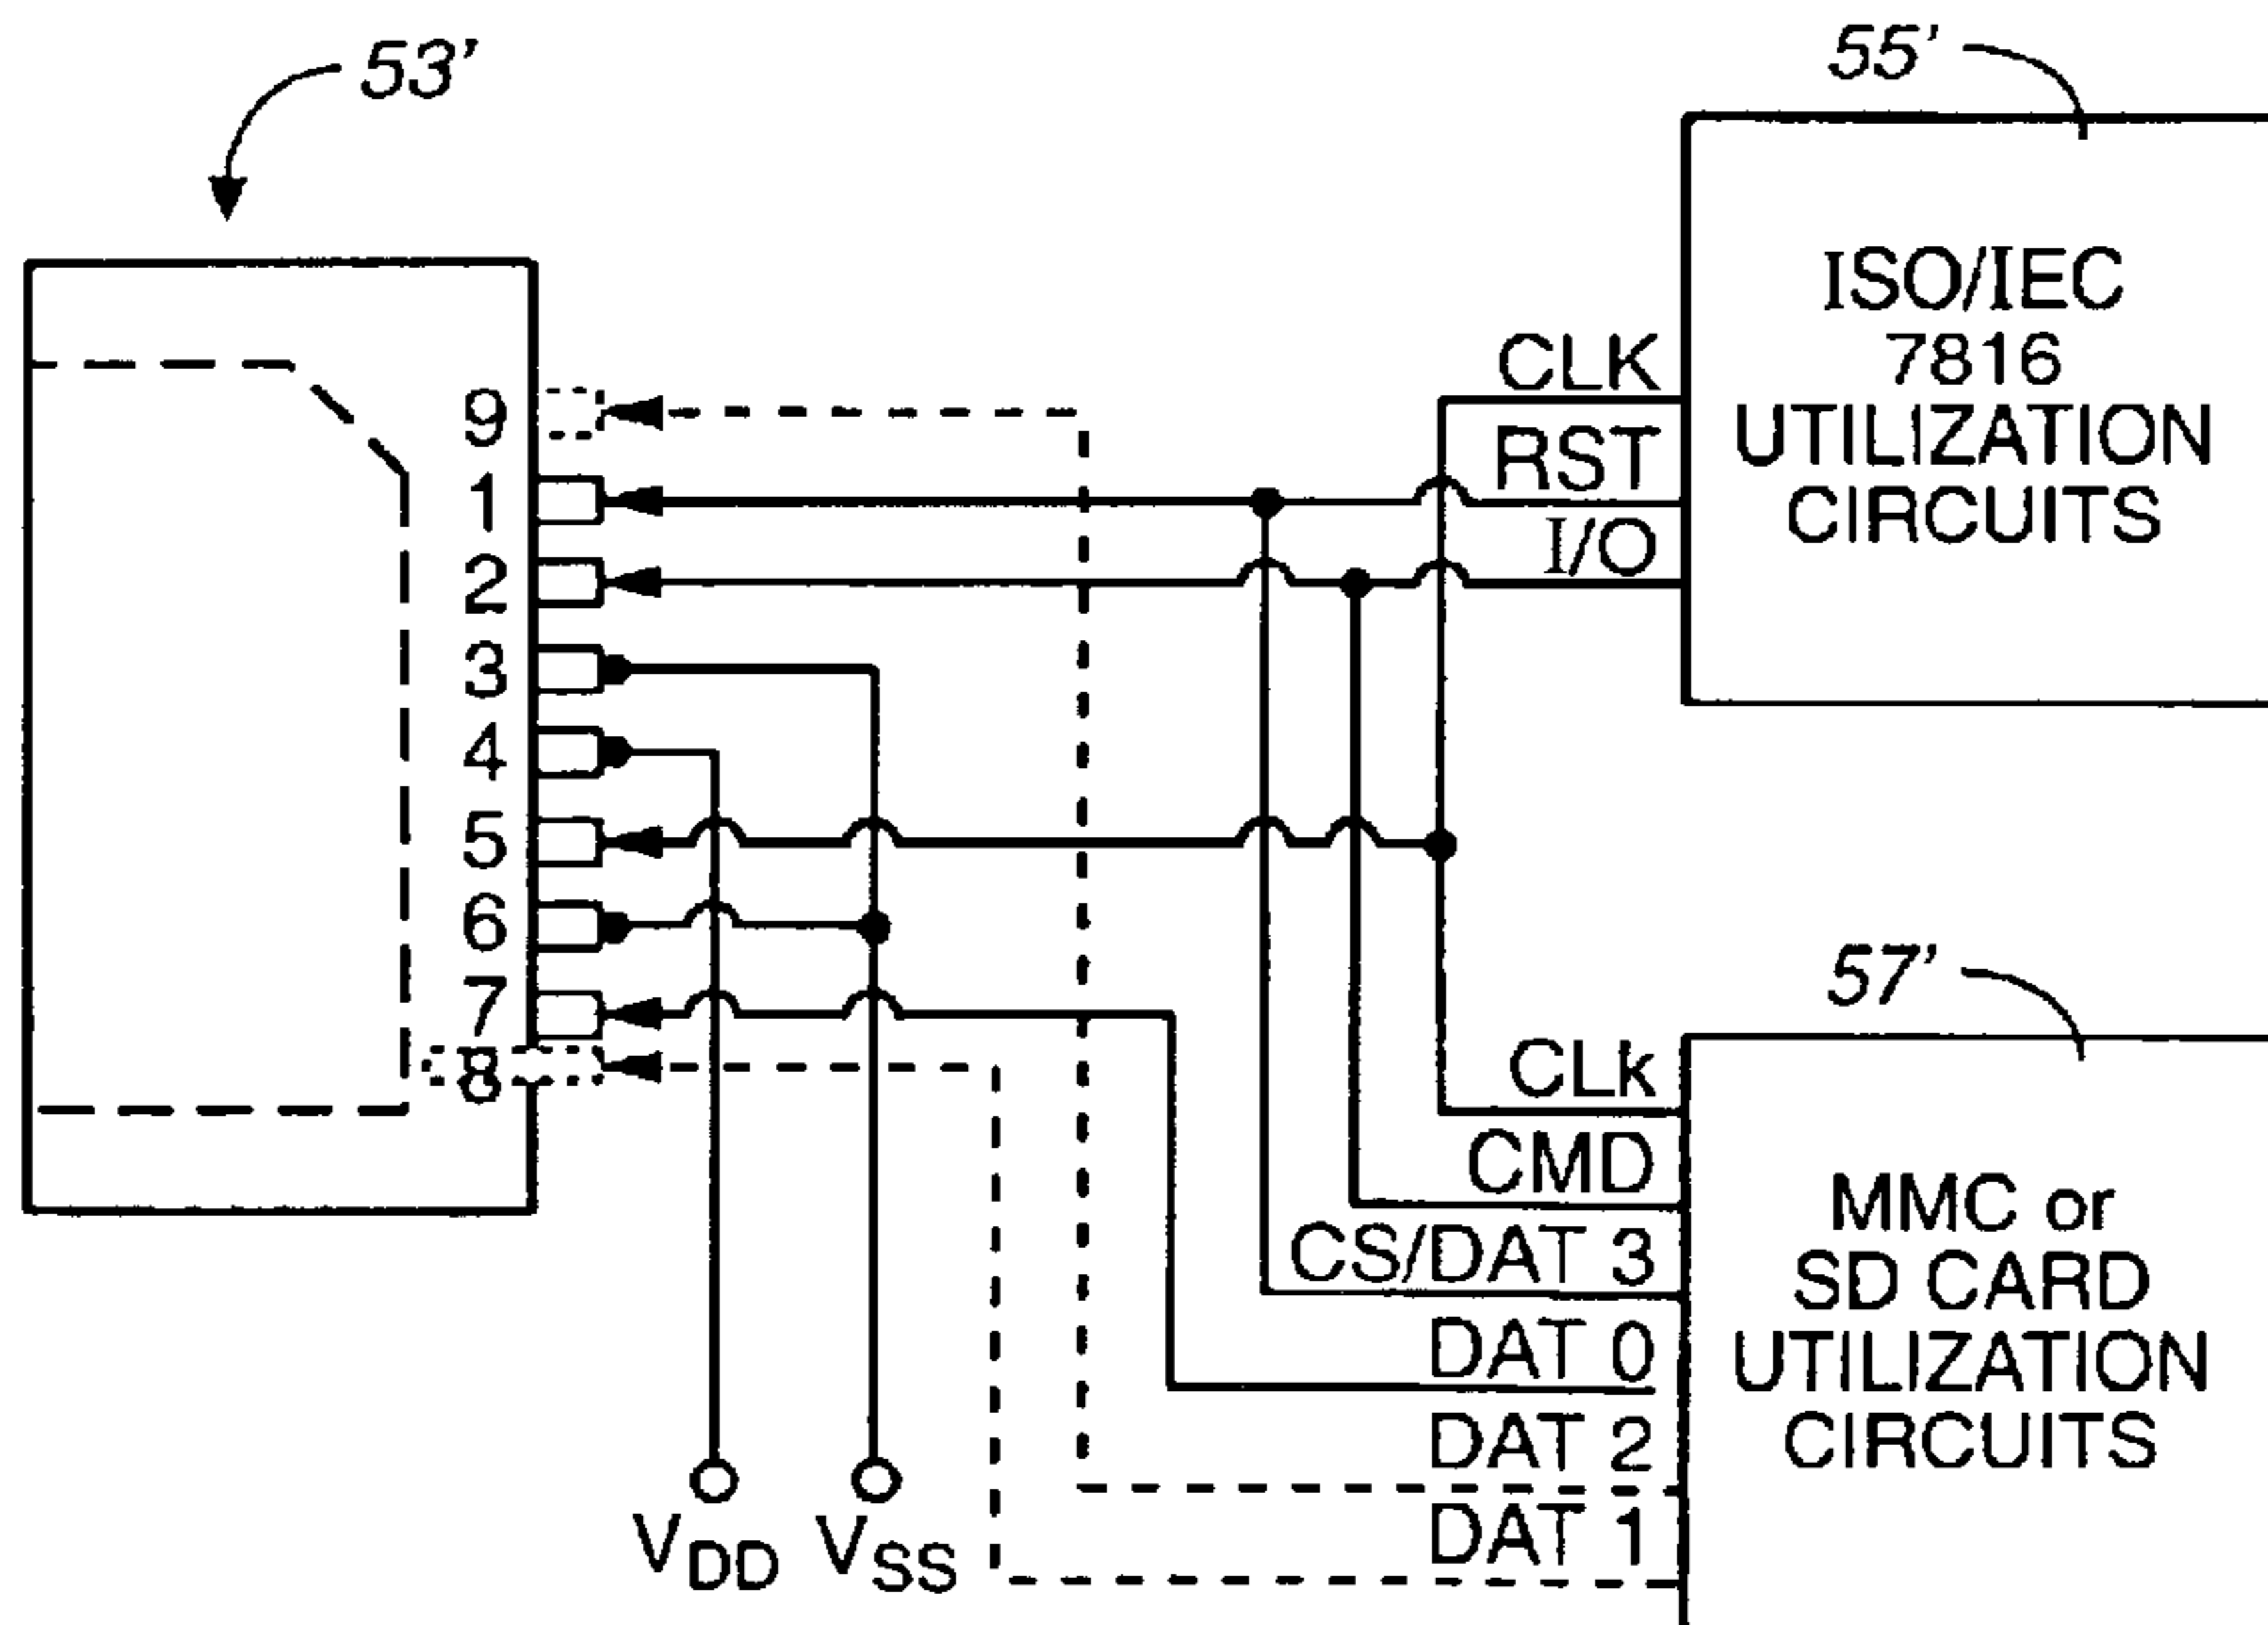 53'
55'
ISO/IEC
7816
UTILIZATION
CIRCUITS
CLK
RST
I/O
9
1
2
3
4
5
6
7
8
57'
CLk
CMD
CS/DAT 3
DAT 0
DAT 2
DAT 1
MMC or
SD CARD
UTILIZATION
CIRCUITS
VDD VSS